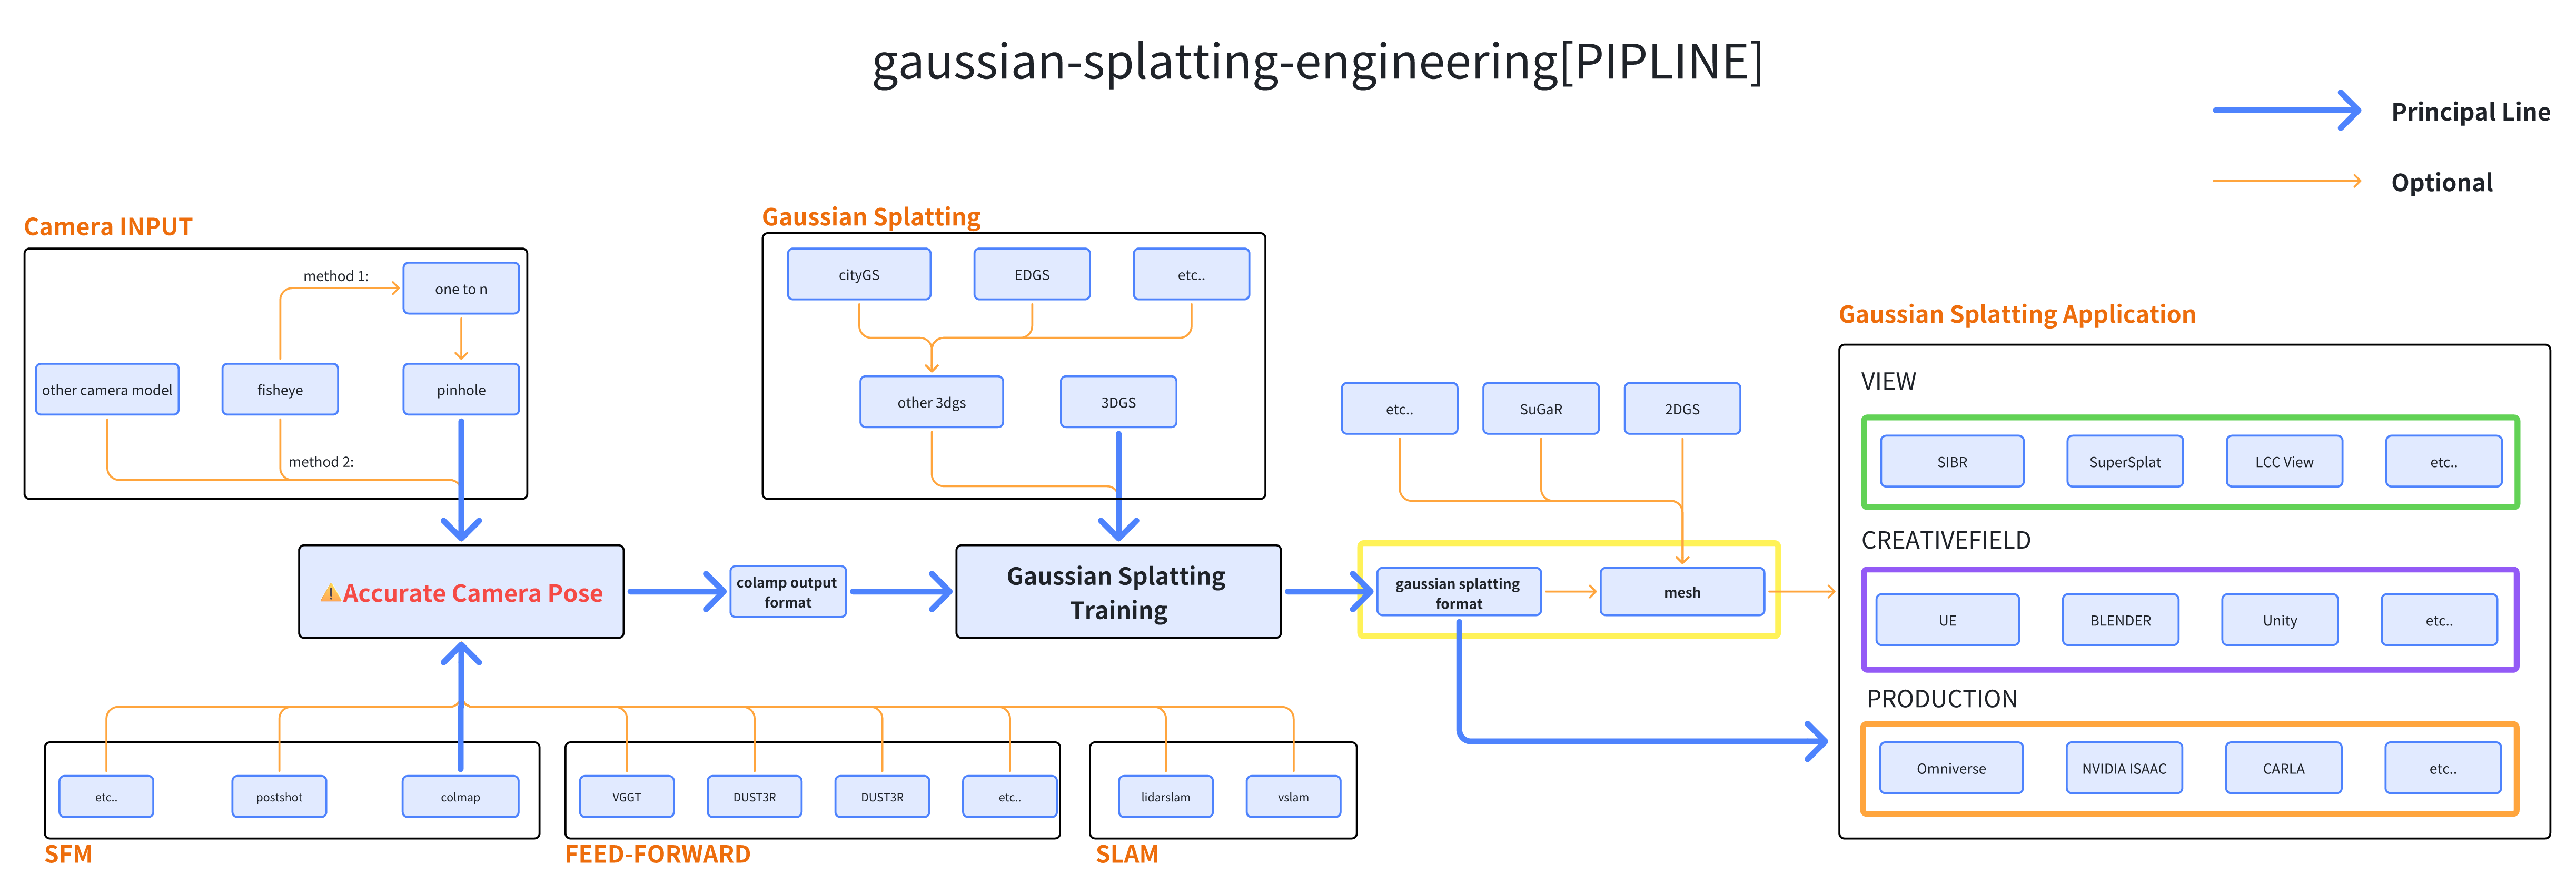 gaussian-splatting-engineering[PIPLINE]
Principal Line
Optional
Camera INPUT
method 1:
one to n
other camera model
fisheye
pinhole
method 2:
Gaussian Splatting
cityGS
EDGS
etc..
other 3dgs
3DGS
etc..
SuGaR
2DGS
⚠Accurate Camera Pose
colamp output
format
Gaussian Splatting
Training
gaussian splatting
format
mesh
etc..
postshot
colmap
SFM
VGGT
DUST3R
DUST3R
etc..
FEED-FORWARD
lidarslam
vslam
SLAM
Gaussian Splatting Application
VIEW
SIBR
SuperSplat
LCC View
etc..
CREATIVEFIELD
UE
BLENDER
Unity
etc..
PRODUCTION
Omniverse
NVIDIA ISAAC
CARLA
etc..